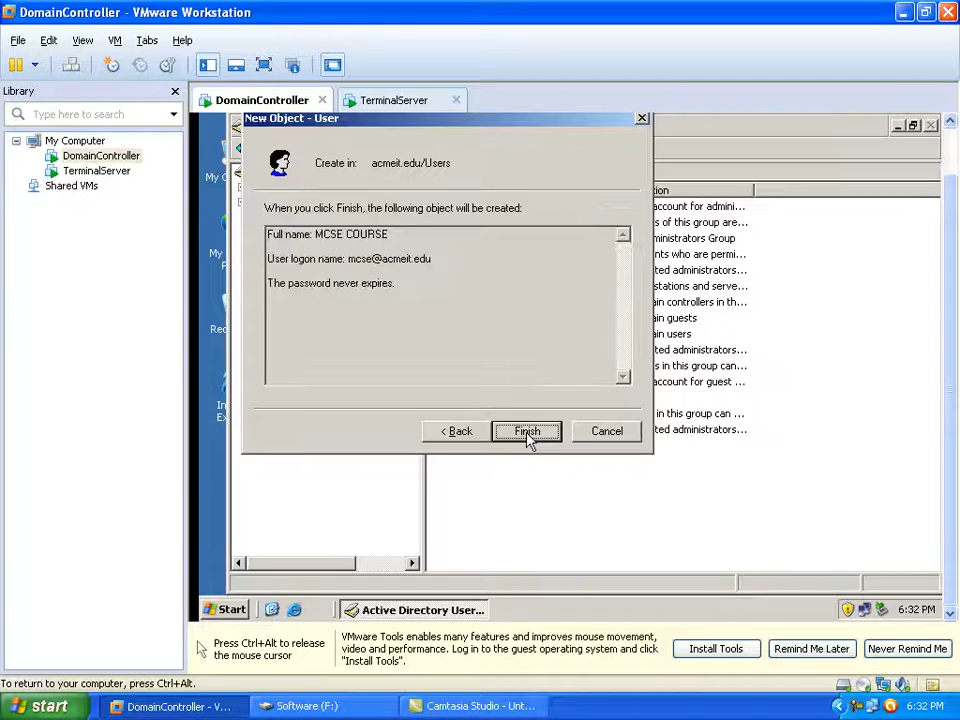 DomainController - VMware Workstation
File Edit View VM Tabs Help
Library
Type here to search
My Computer
DomainController
TerminalServer
Shared VMs
DomainController
TerminalServer
New Object - User
Create in: acmeit.edu/Users
When you click Finish, the following object will be created:
Full name: MCSE COURSE
User logon name: mcse@acmeit.edu
The password never expires.
< Back
Finish
Cancel
account for admini...
es of this group are...
ministrators Group
nts who are permi...
ted administrators...
stations and serve...
ain controllers in th...
ain guests
ain users
ted administrators...
s in this group can...
account for guest ...
in this group can ...
ted administrators...
Start
Active Directory User...
6:32 PM
Press Ctrl+Alt to release
the mouse cursor
VMware Tools enables many features and improves mouse movement,
video and performance. Log in to the guest operating system and click
"Install Tools".
Install Tools
Remind Me Later
Never Remind Me
To return to your computer, press Ctrl+Alt.
start
DomainController - V...
Software (F:)
Camtasia Studio - Unt...
6:32 PM